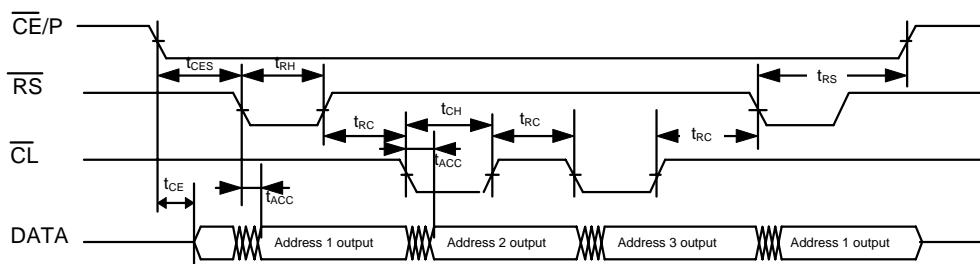 CE/P
tCES tRH tRS
RS
tRC tCH tRC tRC
CL
tACC
tCE tACC
DATA Address 1 output Address 2 output Address 3 output Address 1 output